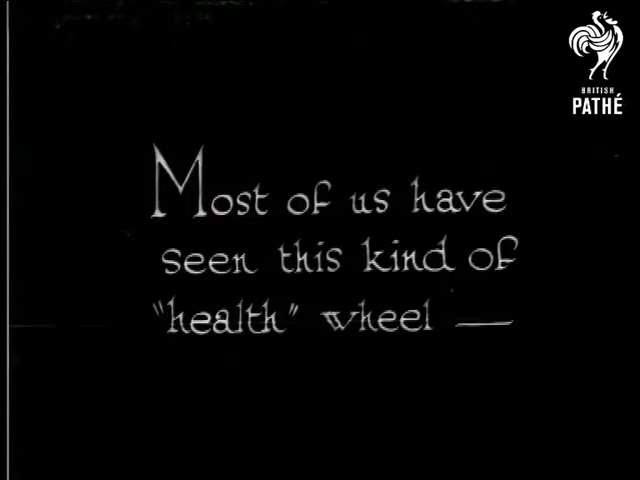 BRITISH
PATHÉ
Most of us have
seen this kind of
"health" wheel —